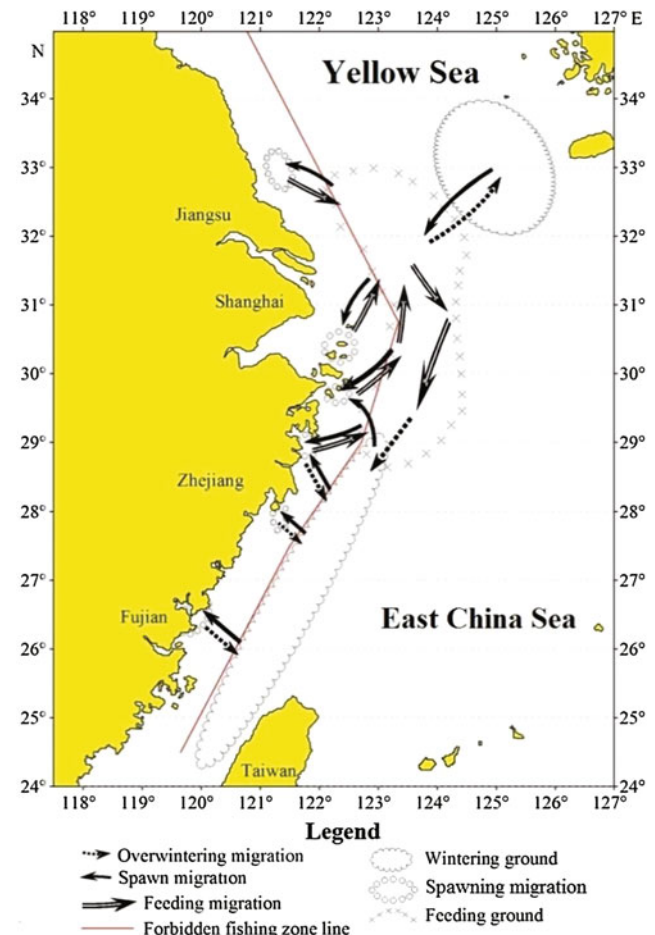 118° 119° 120° 121° 122° 123° 124° 125° 126° 127° E
N
Yellow Sea
34° 34°
33° 33°
Jiangsu
32° 32°
31° 31°
Shanghai
30° 30°
29° 29°
Zhejiang
28° 28°
27° 27°
Fujian
East China Sea
26° 26°
25° 25°
Taiwan
24° 24°
118° 119° 120° 121° 122° 123° 124° 125° 126° 127°
Legend
Overwintering migration
Spawn migration
Feeding migration
Forbidden fishing zone line
Wintering ground
Spawning migration
Feeding ground